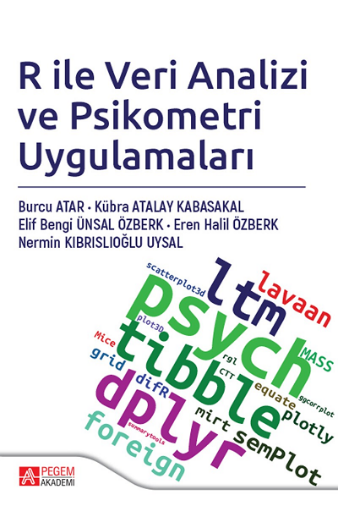 R ile Veri Analizi
ve Psikometri
Uygulamaları
Burcu ATAR • Kübra ATALAY KABASAKAL
Elif Bengi ÜNSAL ÖZBERK • Eren Halil ÖZBERK
Nermin KIBRISLIOĞLU UYSAL
scatterplot3d
ltm
lavaan
psych
plot3D
Mice
rgl
MASS
tibble
CTT
ggcorrplot
grid
difR
equate
dplyr
plotly
mirt
semPlot
summarytools
foreign
PEGEM
AKADEMİ